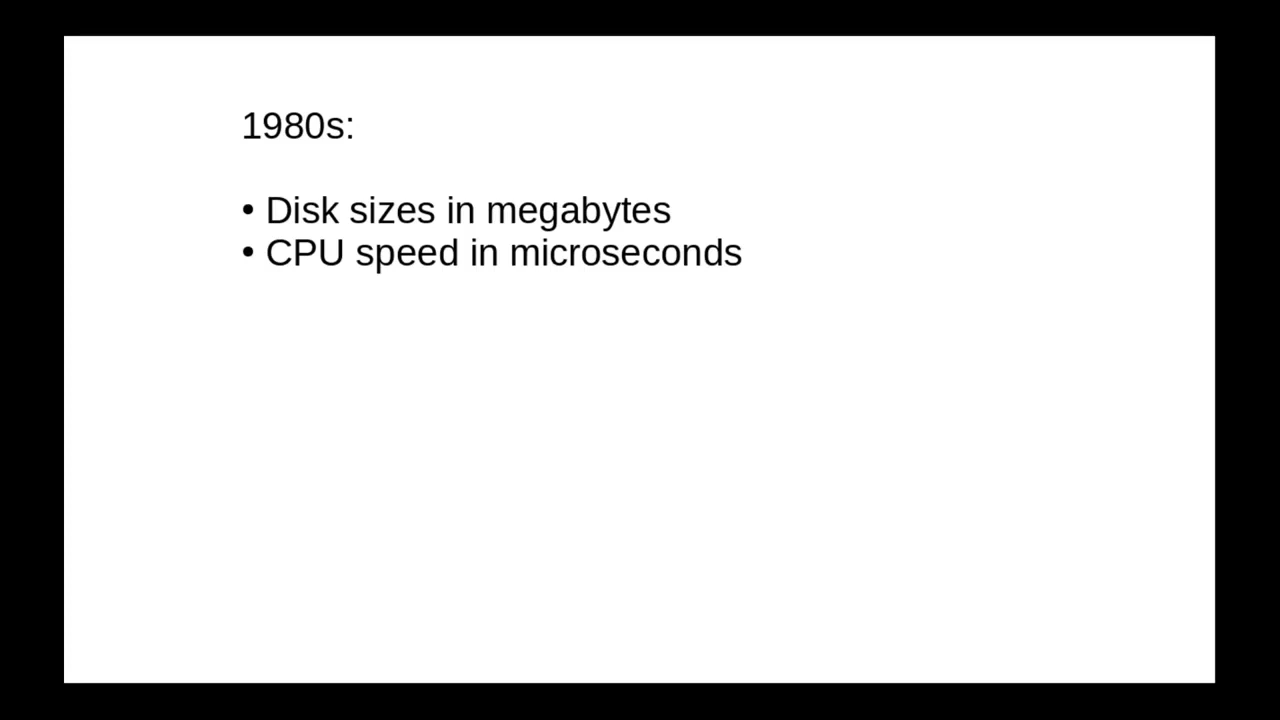 1980s:
• Disk sizes in megabytes
• CPU speed in microseconds